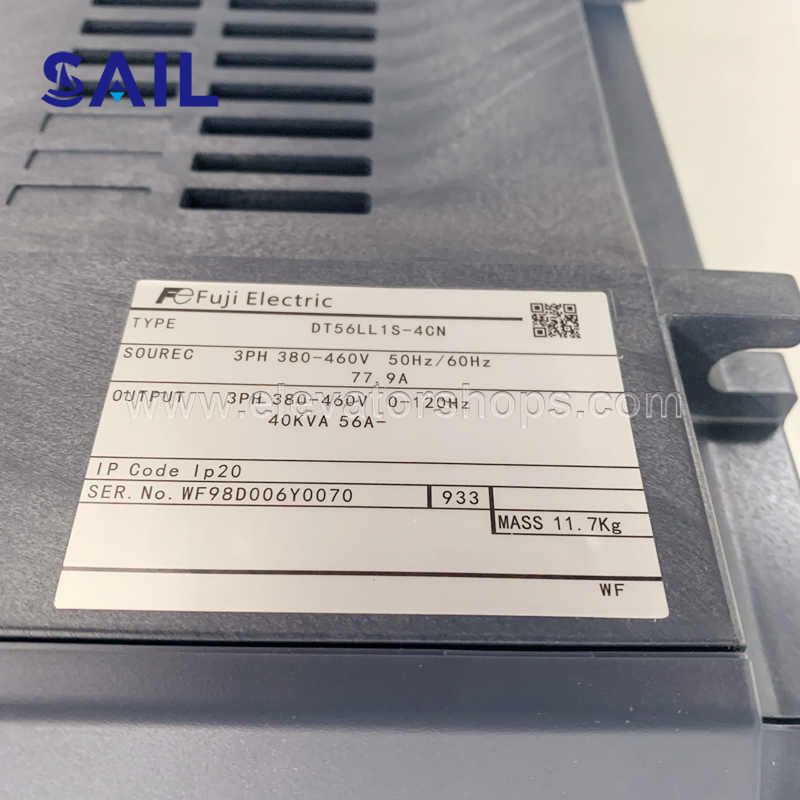 SAIL
Fe Fuji Electric
TYPE DT56LL1S-4CN
SOUREC 3PH 380-460V 50Hz/60Hz
77.9A
OUTPUT 3PH 380-460V 0-120Hz
www.elevatorshops.com
40KVA 56A-
IP Code Ip20
SER. No. WF98D006Y0070 933
MASS 11.7Kg
WF